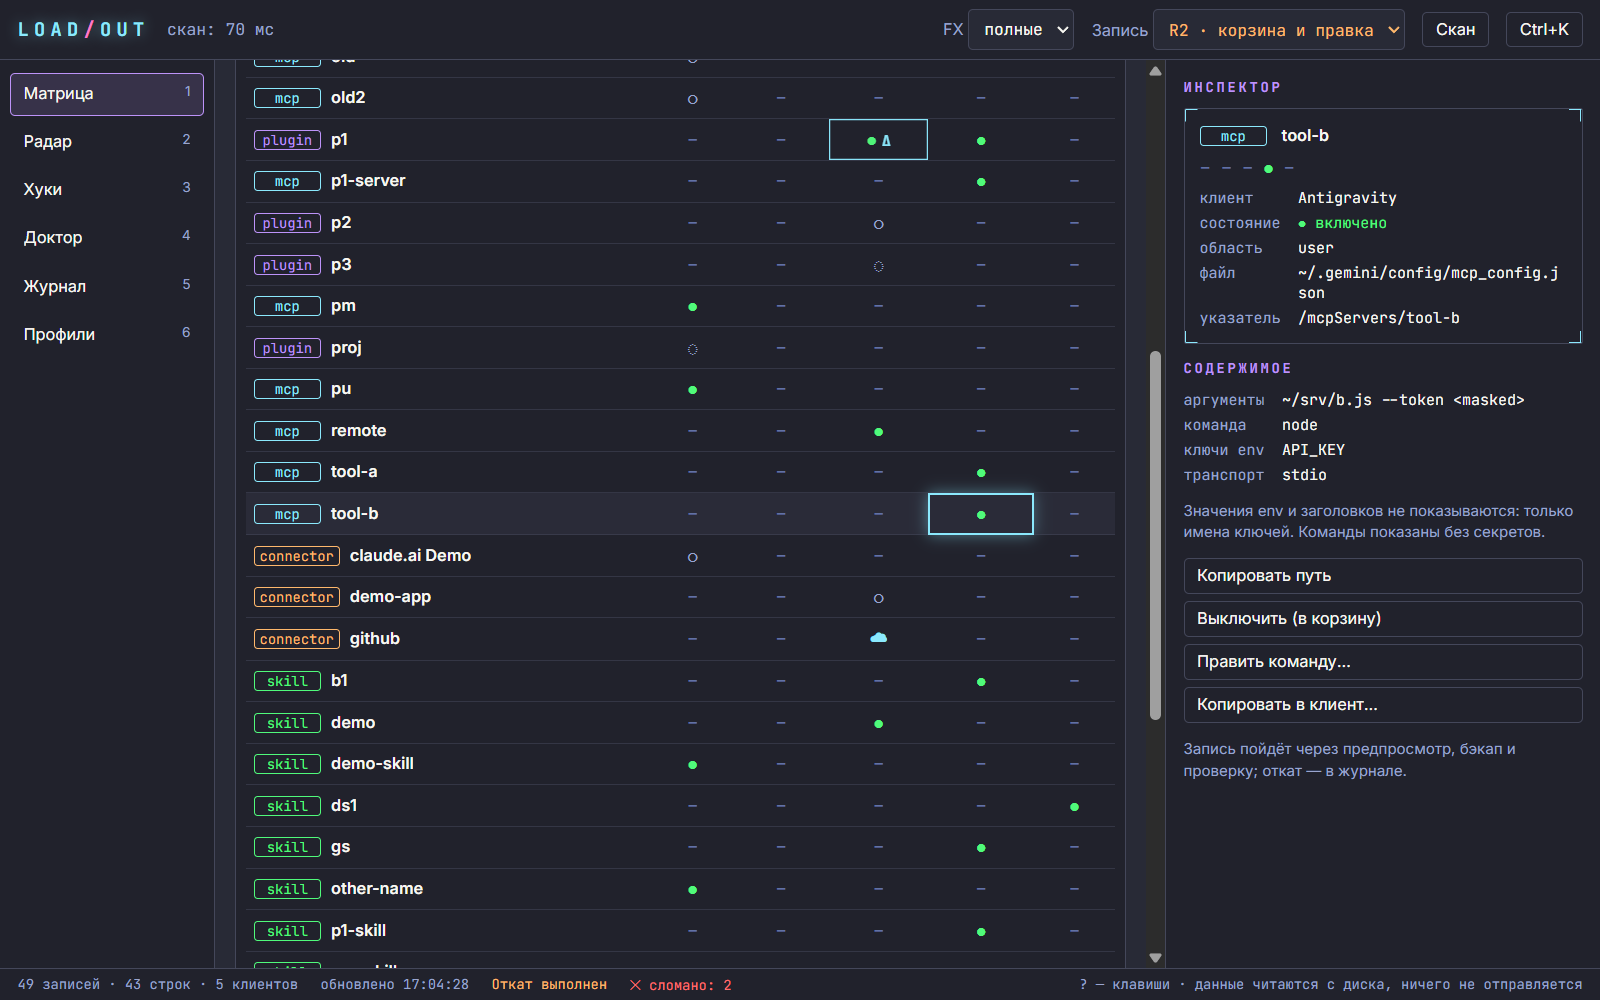 LOAD/OUT скан: 70 мс FX полные Запись R2 · корзина и правка Скан Ctrl+K
Матрица 1
Радар 2
Хуки 3
Доктор 4
Журнал 5
Профили 6
mcp old2 ○ – – – –
plugin p1 – – ● Δ ● –
mcp p1-server – – – ● –
plugin p2 – – ○ – –
plugin p3 – – ◌ – –
mcp pm ● – – – –
plugin proj ◌ – – – –
mcp pu ● – – – –
mcp remote – – ● – –
mcp tool-a – – – ● –
mcp tool-b – – – ● –
connector claude.ai Demo ○ – – – –
connector demo-app – – ○ – –
connector github – – ☁ – –
skill b1 – – – ● –
skill demo – – ● – –
skill demo-skill ● – – – –
skill ds1 – – – – ●
skill gs – – – ● –
skill other-name ● – – – –
skill p1-skill – – – ● –
ИНСПЕКТОР
mcp tool-b
– – – ● –
клиент Antigravity
состояние ● включено
область user
файл ~/.gemini/config/mcp_config.j
son
указатель /mcpServers/tool-b
СОДЕРЖИМОЕ
аргументы ~/srv/b.js --token <masked>
команда node
ключи env API_KEY
транспорт stdio
Значения env и заголовков не показываются: только
имена ключей. Команды показаны без секретов.
Копировать путь
Выключить (в корзину)
Править команду...
Копировать в клиент...
Запись пойдёт через предпросмотр, бэкап и
проверку; откат — в журнале.
49 записей · 43 строк · 5 клиентов обновлено 17:04:28 Откат выполнен ✕ сломано: 2 ? — клавиши · данные читаются с диска, ничего не отправляется